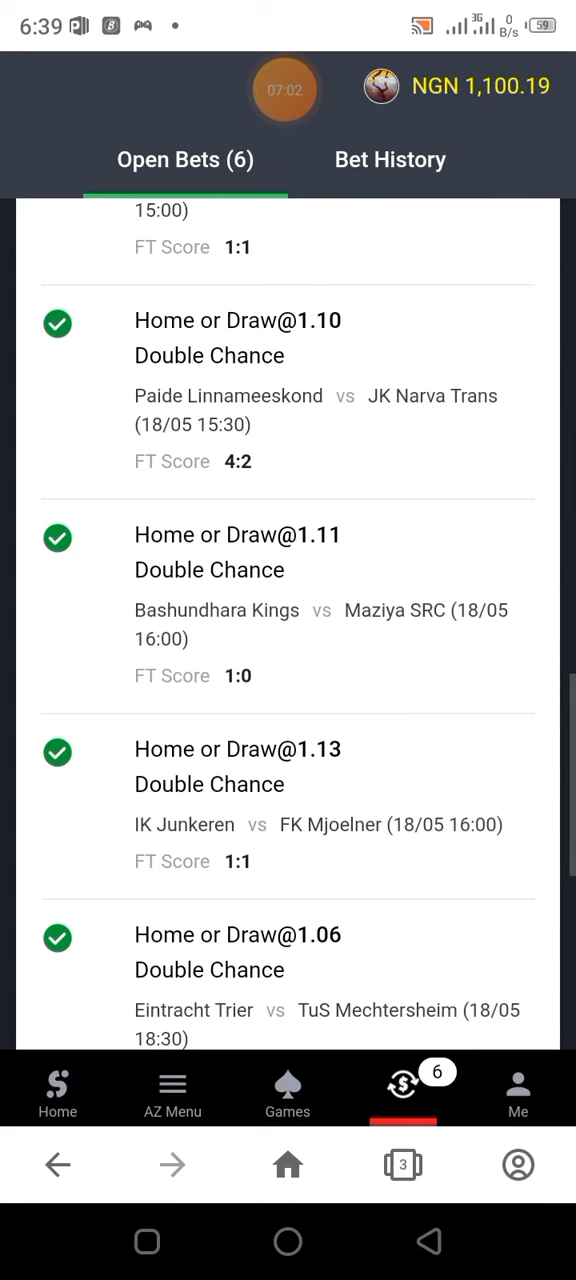 6:39
3G
0 B/s
59
07:02
NGN 1,100.19
Open Bets (6)
Bet History
15:00)
FT Score 1:1
Home or Draw@1.10
Double Chance
Paide Linnameeskond vs JK Narva Trans
(18/05 15:30)
FT Score 4:2
Home or Draw@1.11
Double Chance
Bashundhara Kings vs Maziya SRC (18/05
16:00)
FT Score 1:0
Home or Draw@1.13
Double Chance
IK Junkeren vs FK Mjoelner (18/05 16:00)
FT Score 1:1
Home or Draw@1.06
Double Chance
Eintracht Trier vs TuS Mechtersheim (18/05
18:30)
6
Home
AZ Menu
Games
Me
3